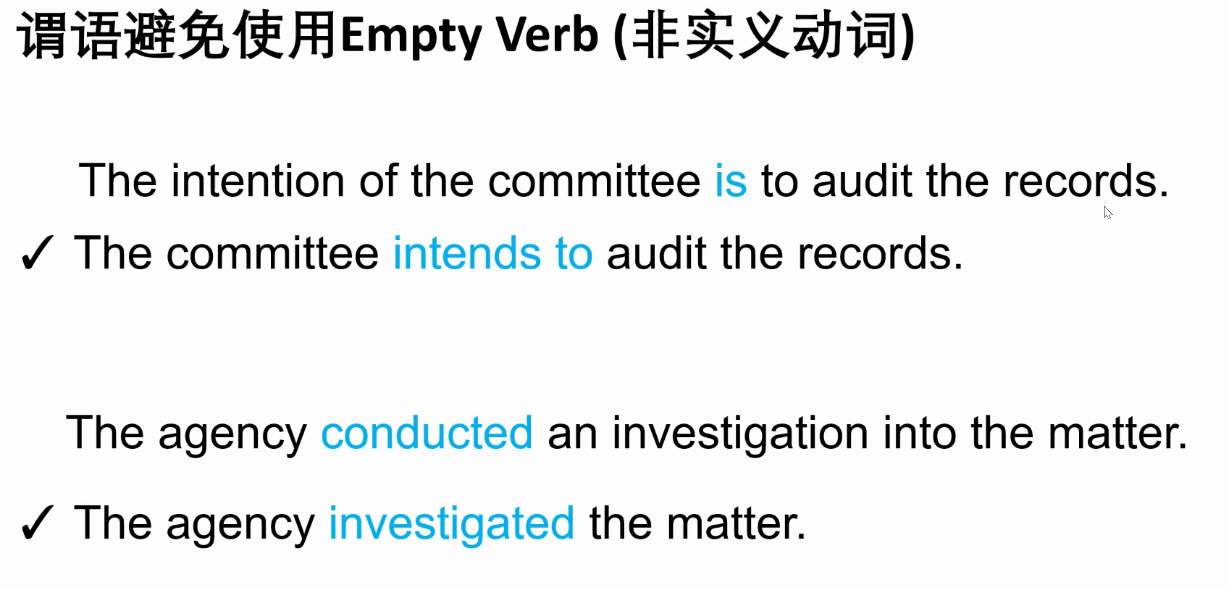 谓语避免使用Empty Verb (非实义动词)
The intention of the committee is to audit the records.
✓ The committee intends to audit the records.
The agency conducted an investigation into the matter.
✓ The agency investigated the matter.